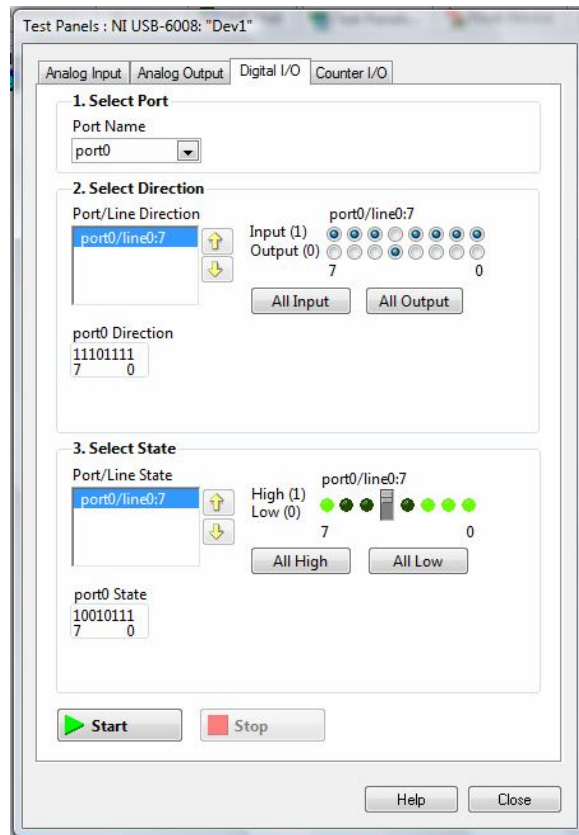 Test Panels : NI USB-6008: "Dev1"
Analog Input Analog Output Digital I/O Counter I/O
1. Select Port
Port Name
port0
2. Select Direction
Port/Line Direction
port0/line0:7
port0/line0:7
Input (1)
Output (0)
7 0
All Input All Output
port0 Direction
11101111
7 0
3. Select State
Port/Line State
port0/line0:7
port0/line0:7
High (1)
Low (0)
7 0
All High All Low
port0 State
10010111
7 0
Start Stop
Help Close